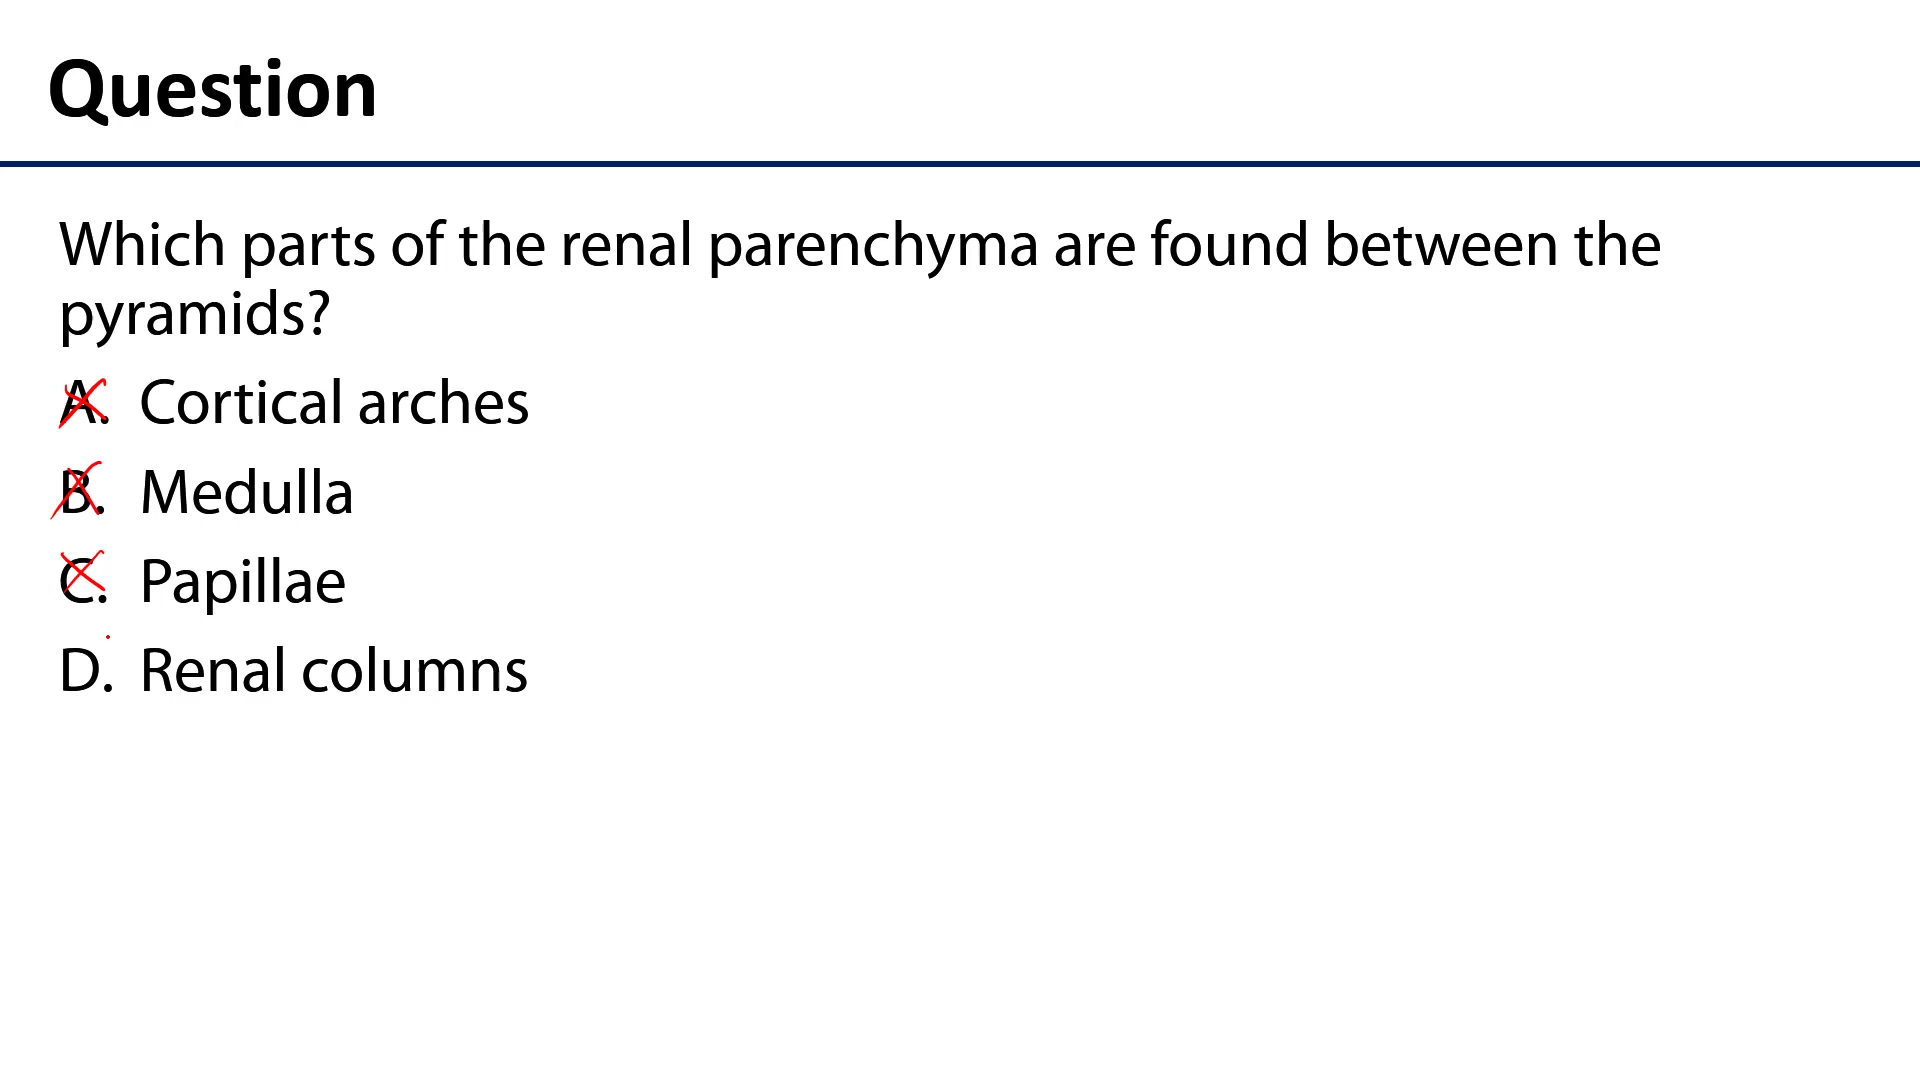 Question
Which parts of the renal parenchyma are found between the
pyramids?
A. Cortical arches
B. Medulla
C. Papillae
D. Renal columns